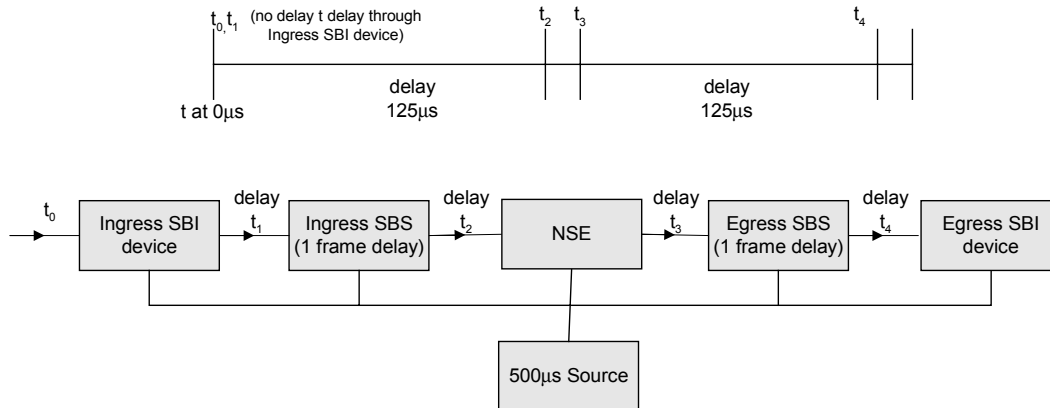 t0,t1 (no delay t delay through
Ingress SBI device)
t2 t3 t4
delay
125μs
delay
125μs
t at 0μs
t0
Ingress SBI
device
delay
t1
Ingress SBS
(1 frame delay)
delay
t2
NSE
delay
t3
Egress SBS
(1 frame delay)
delay
t4
Egress SBI
device
500μs Source